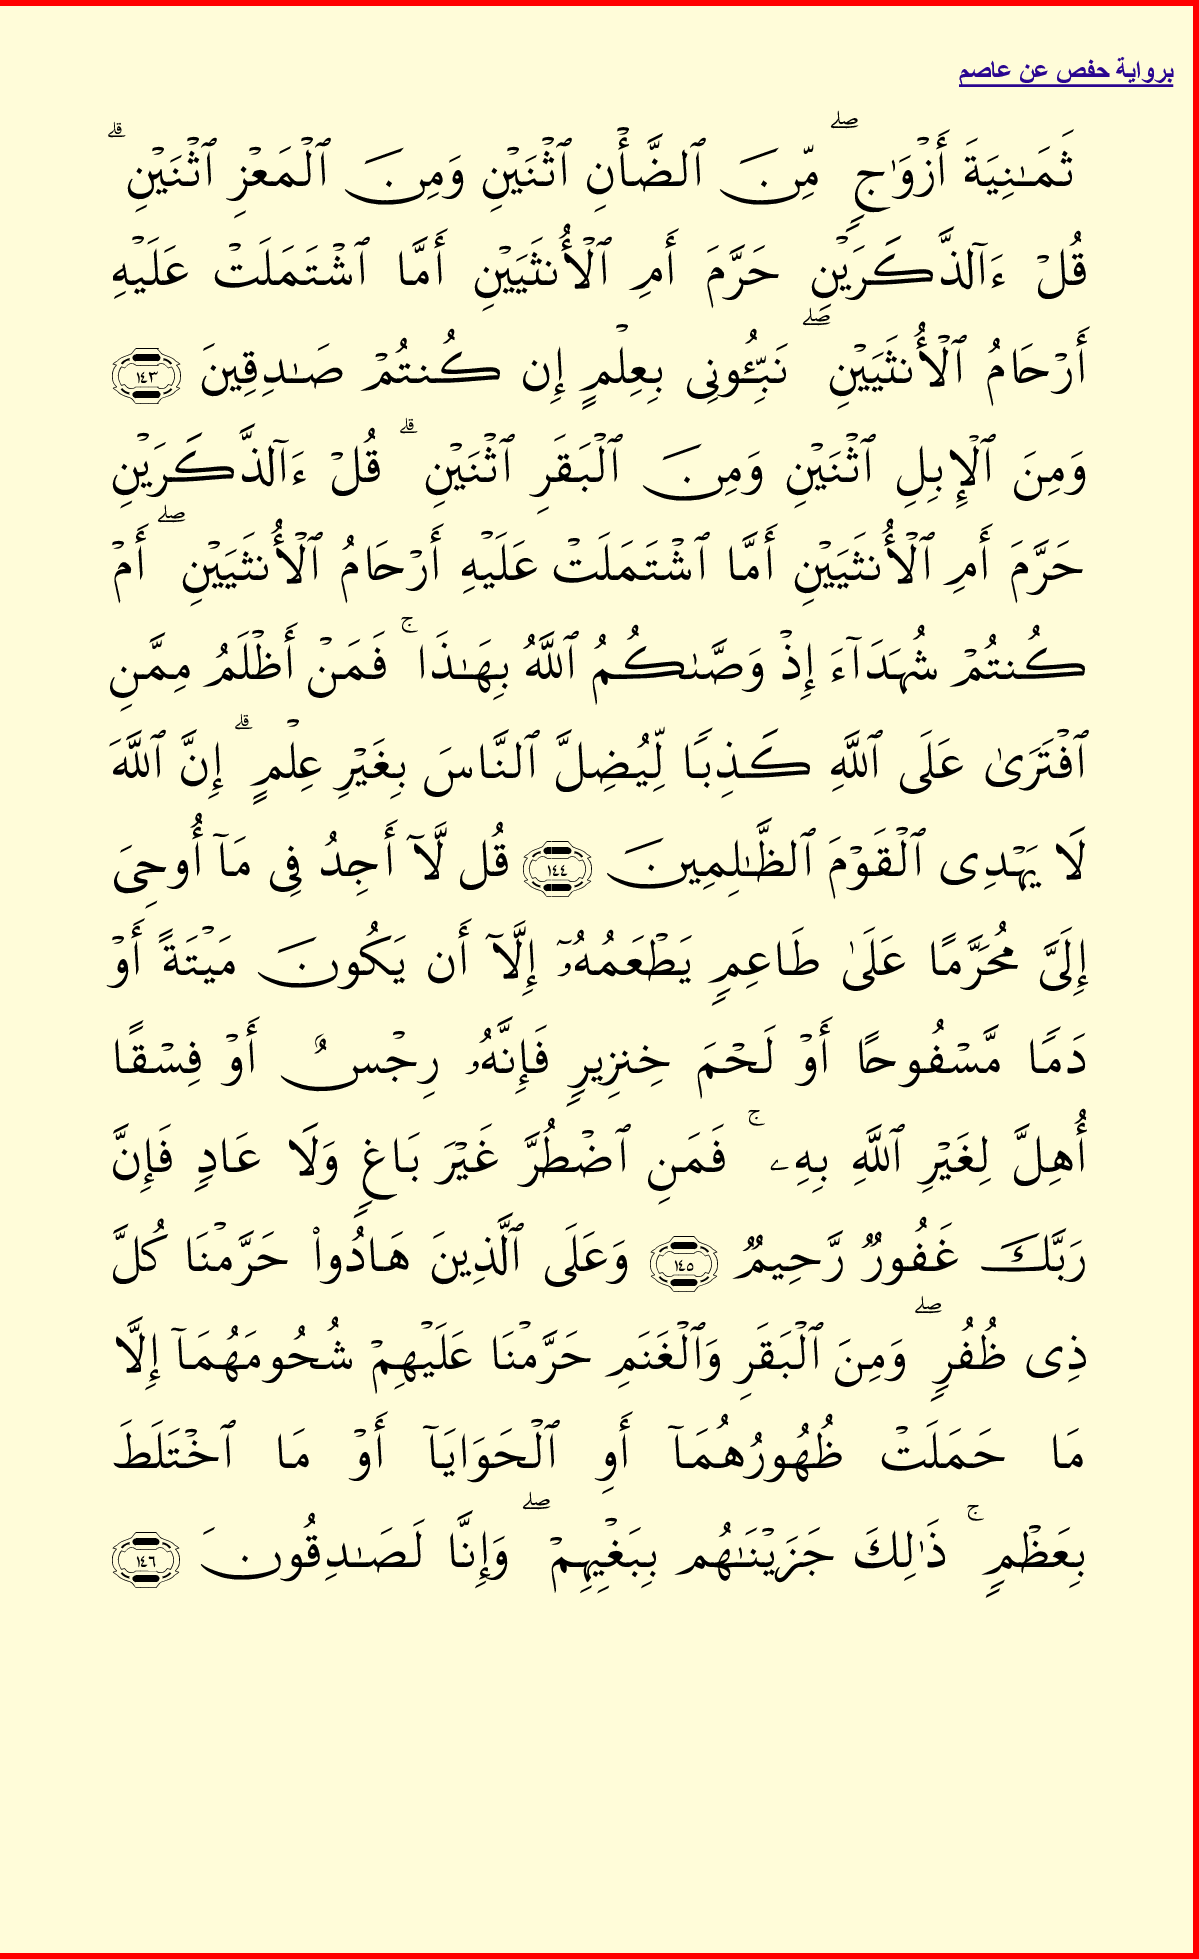 برواية حفص عن عاصم
ثَمَٰنِيَةَ أَزْوَٰجٍۢ ۖ مِّنَ ٱلضَّأْنِ ٱثْنَيْنِ وَمِنَ ٱلْمَعْزِ ٱثْنَيْنِ ۗ
قُلْ ءَآلذَّكَرَيْنِ حَرَّمَ أَمِ ٱلْأُنثَيَيْنِ أَمَّا ٱشْتَمَلَتْ عَلَيْهِ
أَرْحَامُ ٱلْأُنثَيَيْنِ ۖ نَبِّـُٔونِى بِعِلْمٍ إِن كُنتُمْ صَـٰدِقِينَ ١٤٣
وَمِنَ ٱلْإِبِلِ ٱثْنَيْنِ وَمِنَ ٱلْبَقَرِ ٱثْنَيْنِ ۗ قُلْ ءَآلذَّكَرَيْنِ
حَرَّمَ أَمِ ٱلْأُنثَيَيْنِ أَمَّا ٱشْتَمَلَتْ عَلَيْهِ أَرْحَامُ ٱلْأُنثَيَيْنِ ۖ أَمْ
كُنتُمْ شُهَدَآءَ إِذْ وَصَّىٰكُمُ ٱللَّهُ بِهَـٰذَا ۚ فَمَنْ أَظْلَمُ مِمَّنِ
ٱفْتَرَىٰ عَلَى ٱللَّهِ كَذِبًا لِّيُضِلَّ ٱلنَّاسَ بِغَيْرِ عِلْمٍ ۗ إِنَّ ٱللَّهَ
لَا يَهْدِى ٱلْقَوْمَ ٱلظَّـٰلِمِينَ ١٤٤ قُل لَّآ أَجِدُ فِى مَآ أُوحِىَ
إِلَىَّ مُحَرَّمًا عَلَىٰ طَاعِمٍ يَطْعَمُهُۥٓ إِلَّآ أَن يَكُونَ مَيْتَةً أَوْ
دَمًا مَّسْفُوحًا أَوْ لَحْمَ خِنزِيرٍ فَإِنَّهُۥ رِجْسٌ أَوْ فِسْقًا
أُهِلَّ لِغَيْرِ ٱللَّهِ بِهِۦ ۚ فَمَنِ ٱضْطُرَّ غَيْرَ بَاغٍ وَلَا عَادٍ فَإِنَّ
رَبَّكَ غَفُورٌ رَّحِيمٌ ١٤٥ وَعَلَى ٱلَّذِينَ هَادُوا۟ حَرَّمْنَا كُلَّ
ذِى ظُفُرٍ ۖ وَمِنَ ٱلْبَقَرِ وَٱلْغَنَمِ حَرَّمْنَا عَلَيْهِمْ شُحُومَهُمَآ إِلَّا
مَا حَمَلَتْ ظُهُورُهُمَآ أَوِ ٱلْحَوَايَآ أَوْ مَا ٱخْتَلَطَ
بِعَظْمٍ ۚ ذَٰلِكَ جَزَيْنَـٰهُم بِبَغْيِهِمْ ۖ وَإِنَّا لَصَـٰدِقُونَ ١٤٦